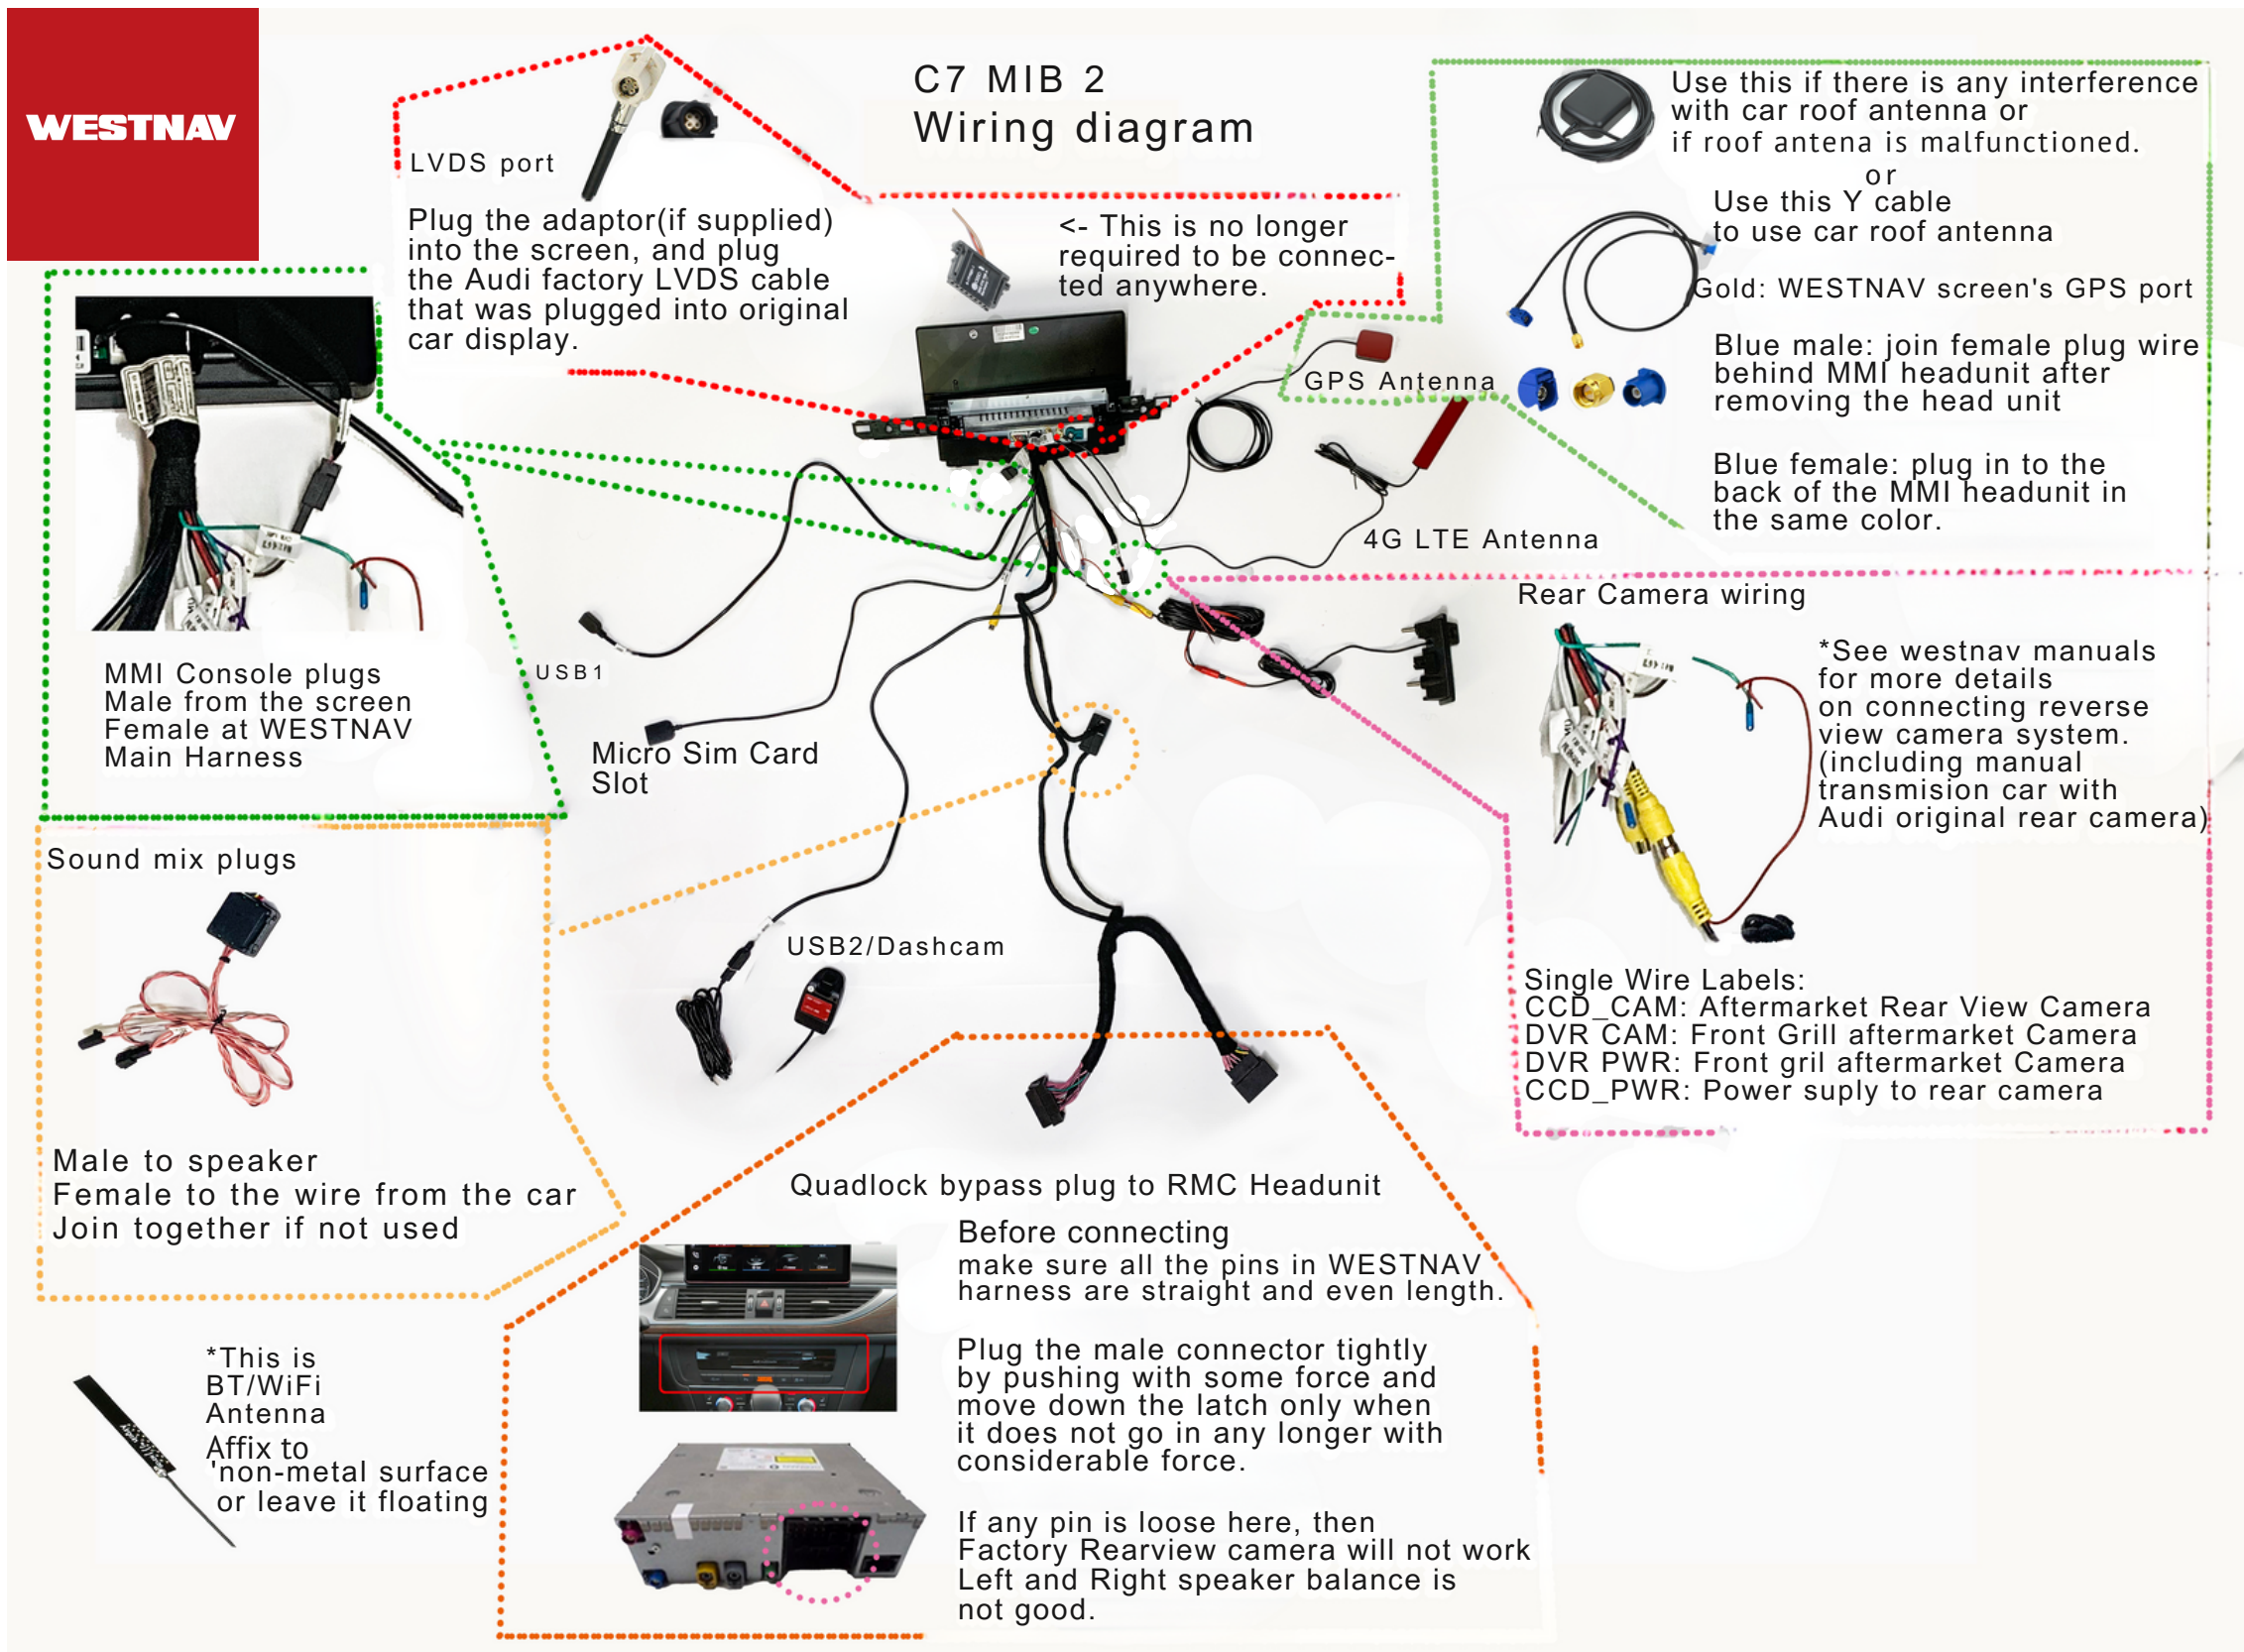 WESTNAV
C7 MIB 2
Wiring diagram
LVDS port
Plug the adaptor(if supplied)
into the screen, and plug
the Audi factory LVDS cable
that was plugged into original
car display.
<- This is no longer
required to be connec-
ted anywhere.
Use this if there is any interference
with car roof antenna or
if roof antena is malfunctioned.
or
Use this Y cable
to use car roof antenna
Gold: WESTNAV screen's GPS port
Blue male: join female plug wire
behind MMI headunit after
removing the head unit
Blue female: plug in to the
back of the MMI headunit in
the same color.
GPS Antenna
4G LTE Antenna
MMI Console plugs
Male from the screen
Female at WESTNAV
Main Harness
USB1
Micro Sim Card
Slot
Rear Camera wiring
*See westnav manuals
for more details
on connecting reverse
view camera system.
(including manual
transmision car with
Audi original rear camera)
Sound mix plugs
Male to speaker
Female to the wire from the car
Join together if not used
USB2/Dashcam
Single Wire Labels:
CCD_CAM: Aftermarket Rear View Camera
DVR CAM: Front Grill aftermarket Camera
DVR PWR: Front gril aftermarket Camera
CCD_PWR: Power suply to rear camera
Quadlock bypass plug to RMC Headunit
Before connecting
make sure all the pins in WESTNAV
harness are straight and even length.
Plug the male connector tightly
by pushing with some force and
move down the latch only when
it does not go in any longer with
considerable force.
If any pin is loose here, then
Factory Rearview camera will not work
Left and Right speaker balance is
not good.
*This is
BT/WiFi
Antenna
Affix to
'non-metal surface
or leave it floating